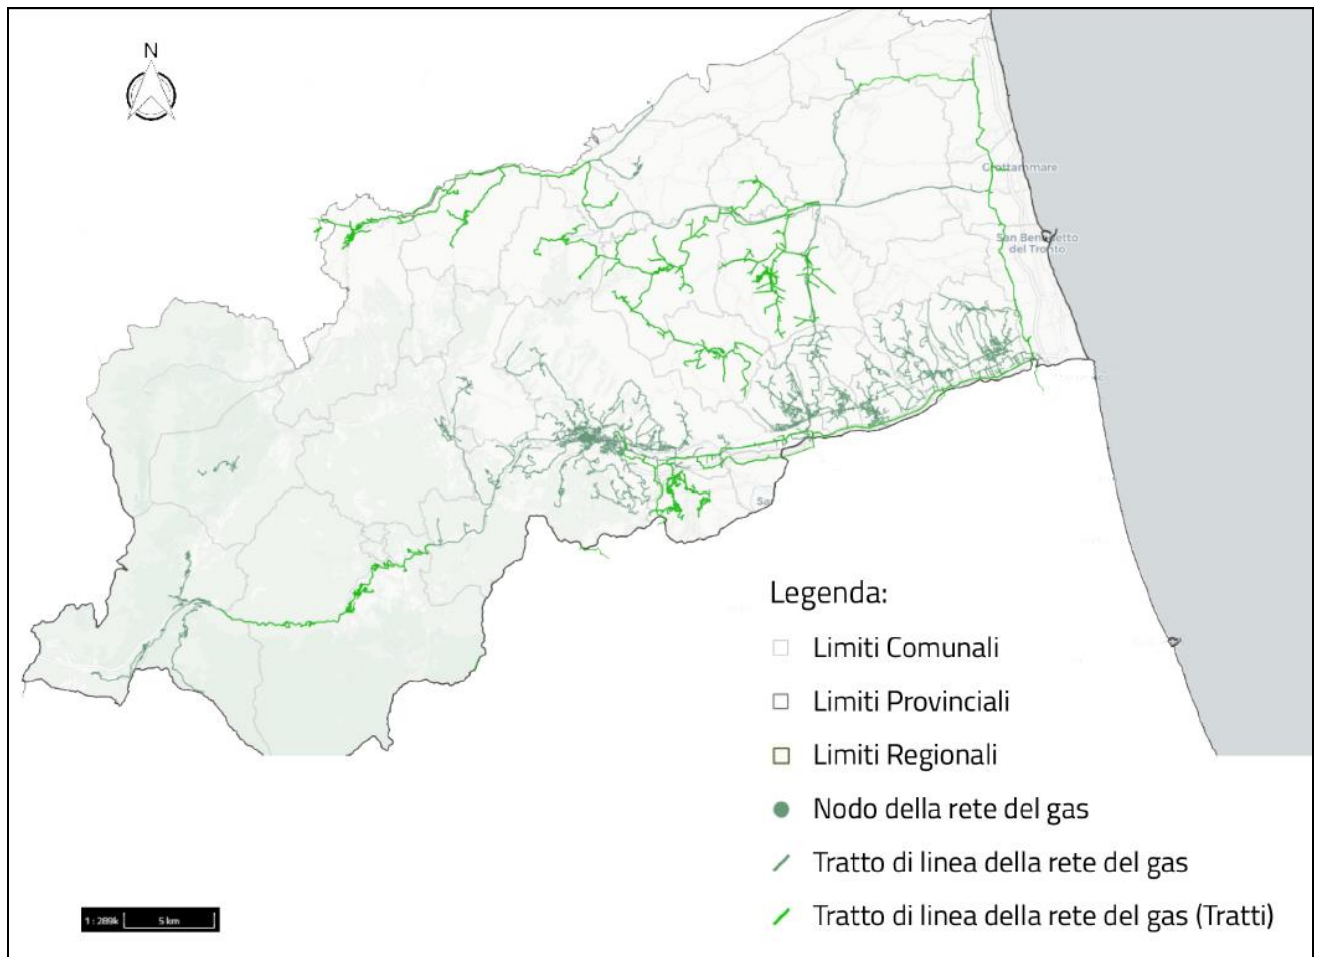 N
Grottammare
San Benedetto
del Tronto
Legenda:
Limiti Comunali
Limiti Provinciali
Limiti Regionali
Nodo della rete del gas
Tratto di linea della rete del gas
Tratto di linea della rete del gas (Tratti)
1 : 289k
5 km